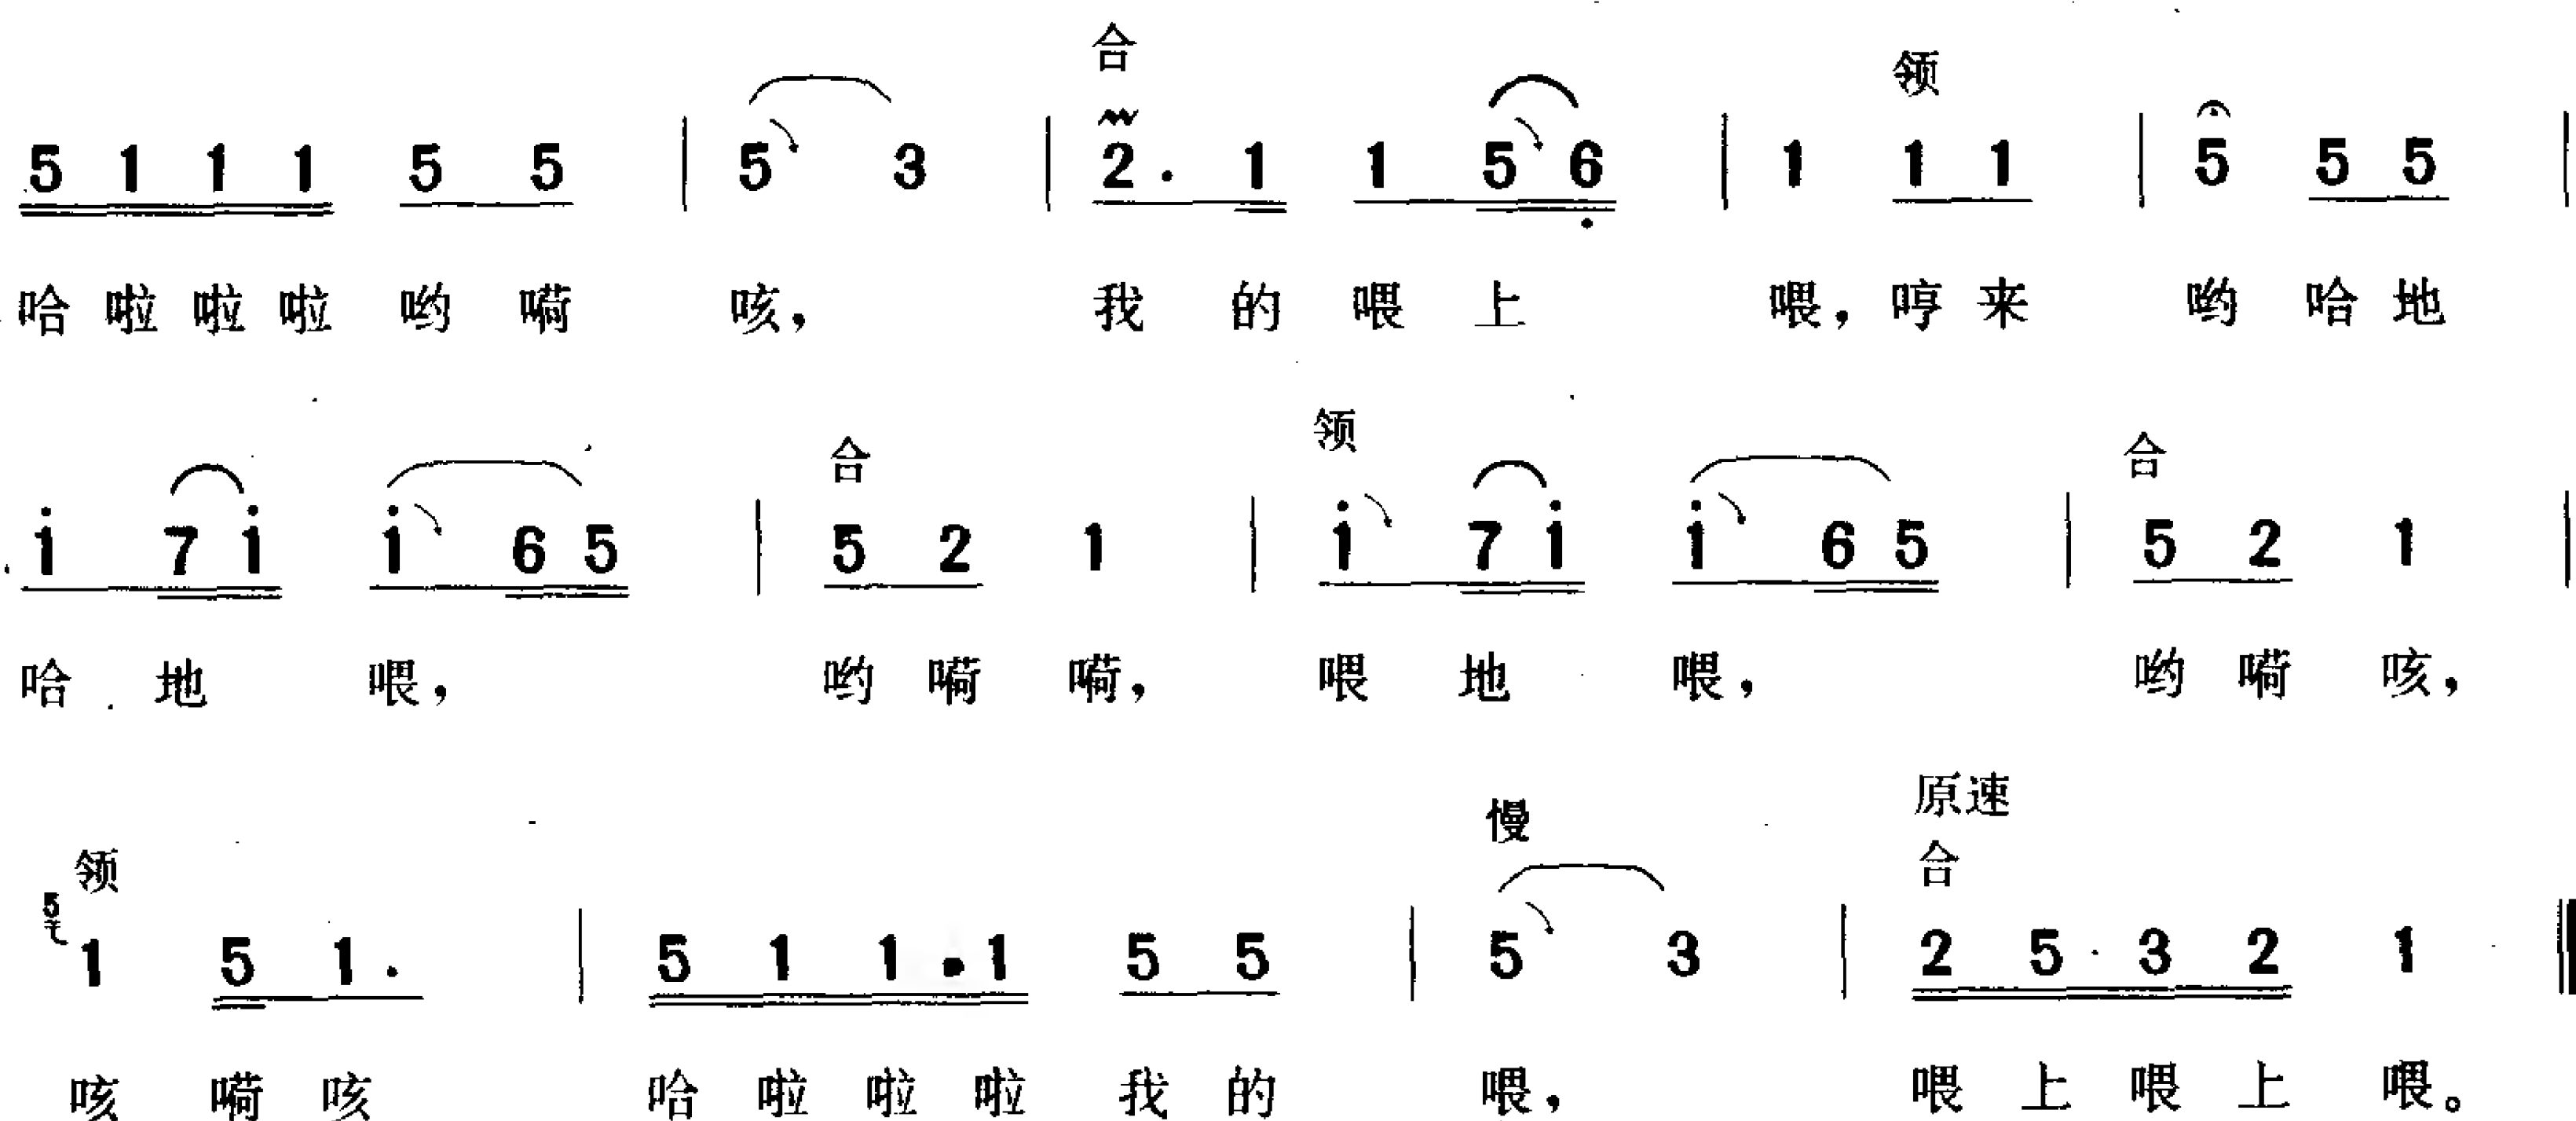 合 领
5 1 1 1 5 5 | 5 3 | 2. 1 1 5 6 | 1 1 1 | 5 5 5 |
哈啦啦啦哟嗬 咳， 我的喂上 喂，哼来 哟哈地
合 领 合
i 7 i i 6 5 | 5 2 1 | i 7 i i 6 5 | 5 2 1 |
哈地 喂， 哟嗬嗬， 喂地 喂， 哟嗬咳，
慢 原速
领 合
5 1 5 1. | 5 1 1 1 5 5 | 5 3 | 2 5 3 2 1 ‖
咳嗬咳 哈啦啦啦我的 喂， 喂上喂上喂。